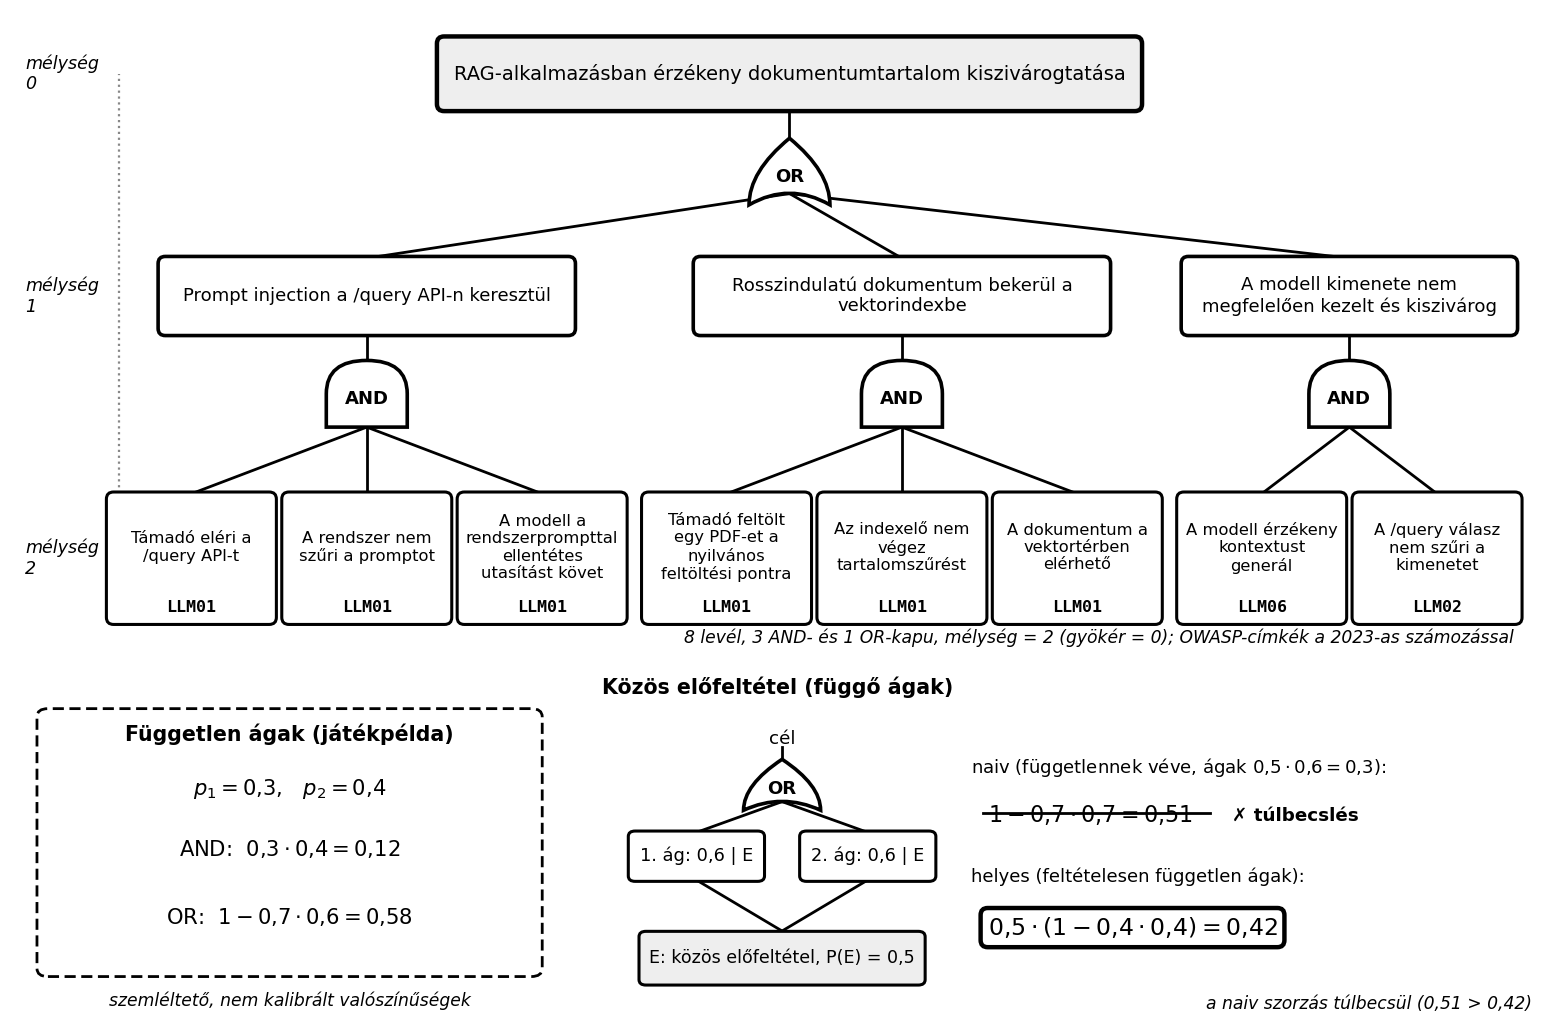 mélység
0
RAG-alkalmazásban érzékeny dokumentumtartalom kiszivárogtatása
OR
mélység
1
Prompt injection a /query API-n keresztül
Rosszindulatú dokumentum bekerül a
vektorindexbe
A modell kimenete nem
megfelelően kezelt és kiszivárog
AND
AND
AND
mélység
2
Támadó eléri a
/query API-t
LLM01
A rendszer nem
szűri a promptot
LLM01
A modell a
rendszerprompttal
ellentétes
utasítást követ
LLM01
Támadó feltölt
egy PDF-et a
nyilvános
feltöltési pontra
LLM01
Az indexelő nem
végez
tartalomszűrést
LLM01
A dokumentum a
vektortérben
elérhető
LLM01
A modell érzékeny
kontextust
generál
LLM06
A /query válasz
nem szűri a
kimenetet
LLM02
8 levél, 3 AND- és 1 OR-kapu, mélység = 2 (gyökér = 0); OWASP-címkék a 2023-as számozással
Független ágak (játékpélda)
p₁ = 0,3, p₂ = 0,4
AND: 0,3 · 0,4 = 0,12
OR: 1 − 0,7 · 0,6 = 0,58
szemléltető, nem kalibrált valószínűségek
Közös előfeltétel (függő ágak)
cél
OR
1. ág: 0,6 | E
2. ág: 0,6 | E
E: közös előfeltétel, P(E) = 0,5
naiv (függetlennek véve, ágak 0,5 · 0,6 = 0,3):
1 − 0,7 · 0,7 = 0,51 ✗ túlbecslés
helyes (feltételesen független ágak):
0,5 · (1 − 0,4 · 0,4) = 0,42
a naiv szorzás túlbecsül (0,51 > 0,42)